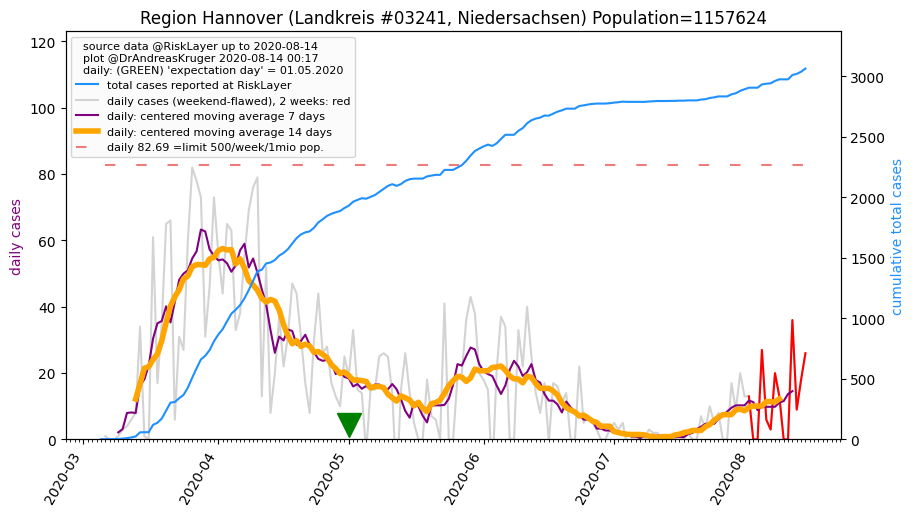 Region Hannover (Landkreis #03241, Niedersachsen) Population=1157624
source data @RiskLayer up to 2020-08-14
plot @DrAndreasKruger 2020-08-14 00:17
daily: (GREEN) 'expectation day' = 01.05.2020
total cases reported at RiskLayer
daily cases (weekend-flawed), 2 weeks: red
daily: centered moving average 7 days
daily: centered moving average 14 days
daily 82.69 =limit 500/week/1mio pop.
daily cases
120
100
80
60
40
20
0
cumulative total cases
3000
2500
2000
1500
1000
500
0
2020-03
2020-04
2020-05
2020-06
2020-07
2020-08